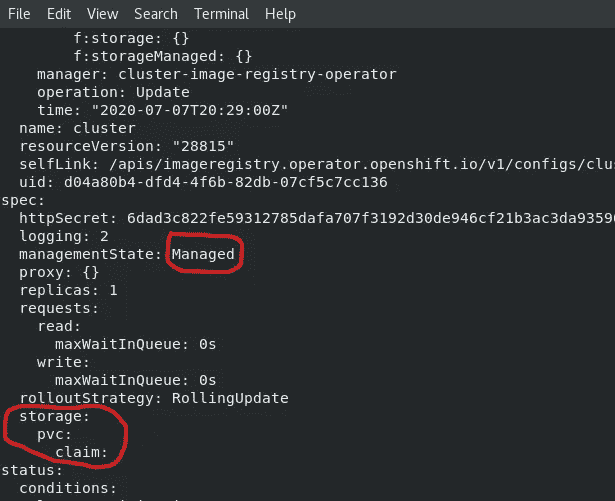 File Edit View Search Terminal Help
f:storage: {}
f:storageManaged: {}
manager: cluster-image-registry-operator
operation: Update
time: "2020-07-07T20:29:00Z"
name: cluster
resourceVersion: "28815"
selfLink: /apis/imageregistry.operator.openshift.io/v1/configs/clu
uid: d04a80b4-dfd4-4f6b-82db-07cf5c7cc136
spec:
httpSecret: 6dad3c822fe59312785dafa707f3192d30de946cf21b3ac3da9359
logging: 2
managementState: Managed
proxy: {}
replicas: 1
requests:
read:
maxWaitInQueue: 0s
write:
maxWaitInQueue: 0s
rolloutStrategy: RollingUpdate
storage:
pvc:
claim:
status:
conditions: